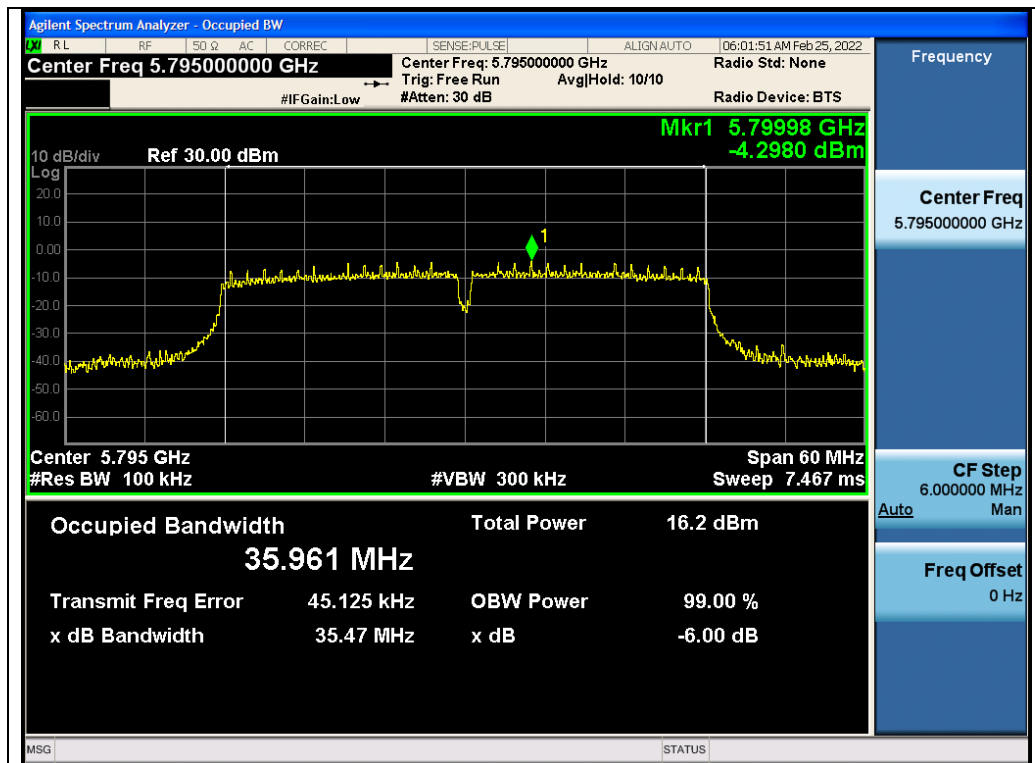 Agilent Spectrum Analyzer - Occupied BW
LXI RL RF 50 Ω AC CORREC SENSE:PULSE ALIGN AUTO 06:01:51 AM Feb 25, 2022
Center Freq 5.795000000 GHz
Center Freq: 5.795000000 GHz
Radio Std: None
Trig: Free Run Avg|Hold: 10/10
#IFGain:Low
#Atten: 30 dB
Radio Device: BTS
Mkr1 5.79998 GHz
-4.2980 dBm
10 dB/div Ref 30.00 dBm
Log
20.0
10.0
0.00
-10.0
-20.0
-30.0
-40.0
-50.0
-60.0
1
Center 5.795 GHz
Span 60 MHz
#Res BW 100 kHz
#VBW 300 kHz
Sweep 7.467 ms
Occupied Bandwidth
Total Power 16.2 dBm
35.961 MHz
Transmit Freq Error 45.125 kHz
OBW Power 99.00 %
x dB Bandwidth 35.47 MHz
x dB -6.00 dB
Frequency
Center Freq
5.795000000 GHz
CF Step
6.000000 MHz
Auto Man
Freq Offset
0 Hz
MSG
STATUS